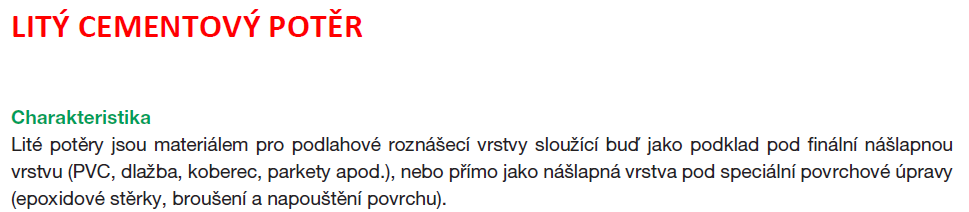 LITÝ CEMENTOVÝ POTĚR
Charakteristika
Lité potěry jsou materiálem pro podlahové roznášecí vrstvy sloužící buď jako podklad pod finální nášlapnou
vrstvu (PVC, dlažba, koberec, parkety apod.), nebo přímo jako nášlapná vrstva pod speciální povrchové úpravy
(epoxidové stěrky, broušení a napouštění povrchu).